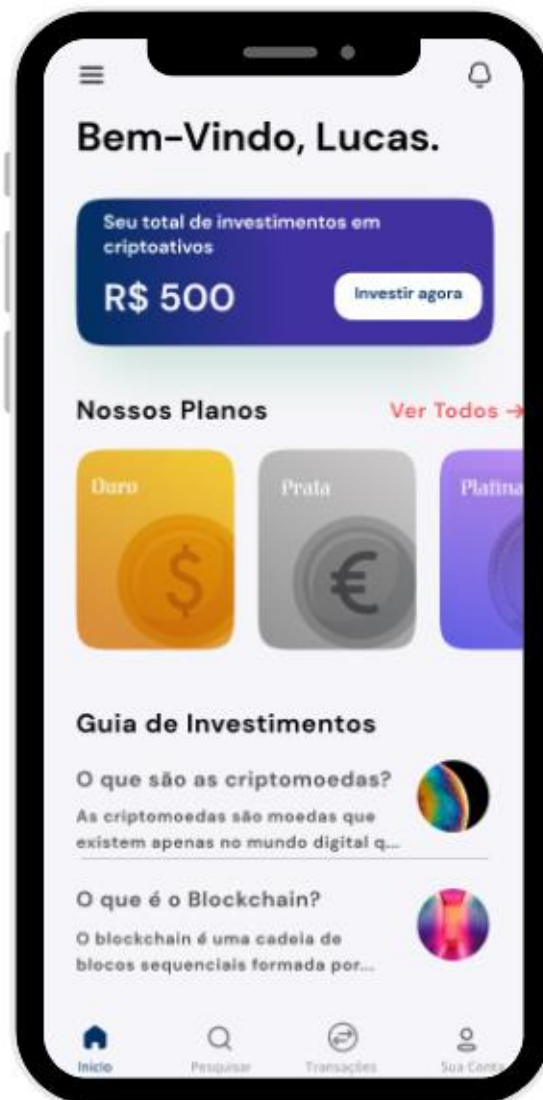 Bem-Vindo, Lucas.
Seu total de investimentos em
criptoativos
R$ 500
Investir agora
Nossos Planos
Ver Todos →
Ouro
Prata
Platina
Guia de Investimentos
O que são as criptomoedas?
As criptomoedas são moedas que
existem apenas no mundo digital q...
O que é o Blockchain?
O blockchain é uma cadeia de
blocos sequenciais formada por...
Início
Pesquisar
Transações
Sua Conta